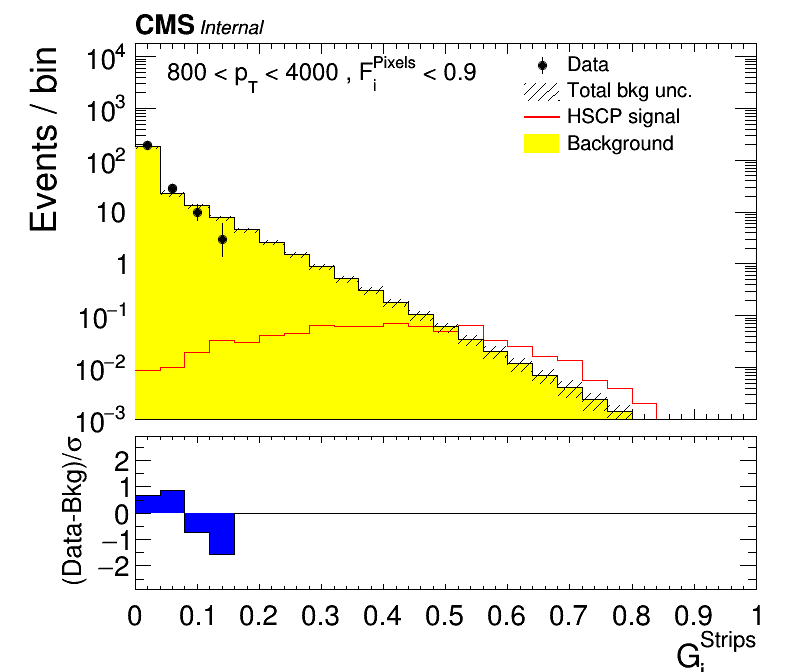 CMS Internal
800 < p_T < 4000 , F_i^Pixels < 0.9
Data
Total bkg unc.
HSCP signal
Background
Events / bin
10^4
10^3
10^2
10
1
10^−1
10^−2
10^−3
(Data-Bkg)/σ
2
1
0
−1
−2
0 0.1 0.2 0.3 0.4 0.5 0.6 0.7 0.8 0.9 1
G_i^Strips